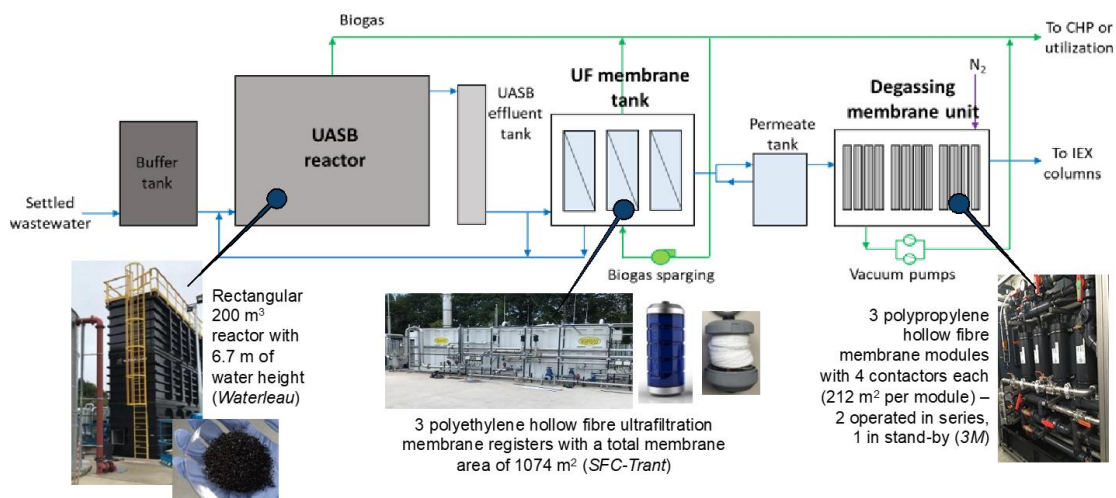 Biogas
To CHP or
utilization
N2
UF membrane
tank
Degassing
membrane unit
UASB
effluent
tank
UASB
reactor
Permeate
tank
Buffer
tank
To IEX
columns
Settled
wastewater
Biogas sparging
Vacuum pumps
Rectangular
200 m³
reactor with
6.7 m of
water height
(Waterleau)
3 polyethylene hollow fibre ultrafiltration
membrane registers with a total membrane
area of 1074 m² (SFC-Trant)
3 polypropylene
hollow fibre
membrane modules
with 4 contactors each
(212 m² per module) –
2 operated in series,
1 in stand-by (3M)